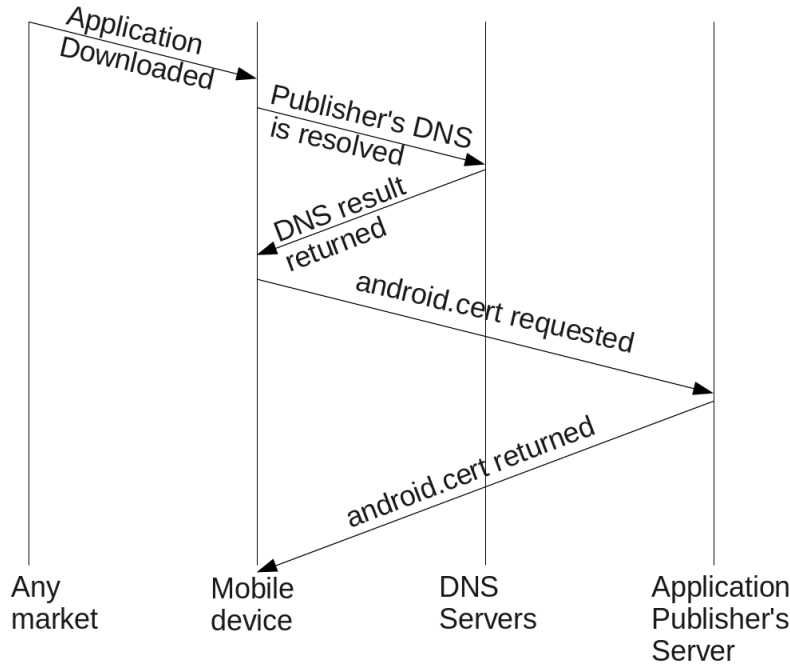 Application
Downloaded
Publisher's DNS
is resolved
DNS result
returned
android.cert requested
android.cert returned
Any
market
Mobile
device
DNS
Servers
Application
Publisher's
Server